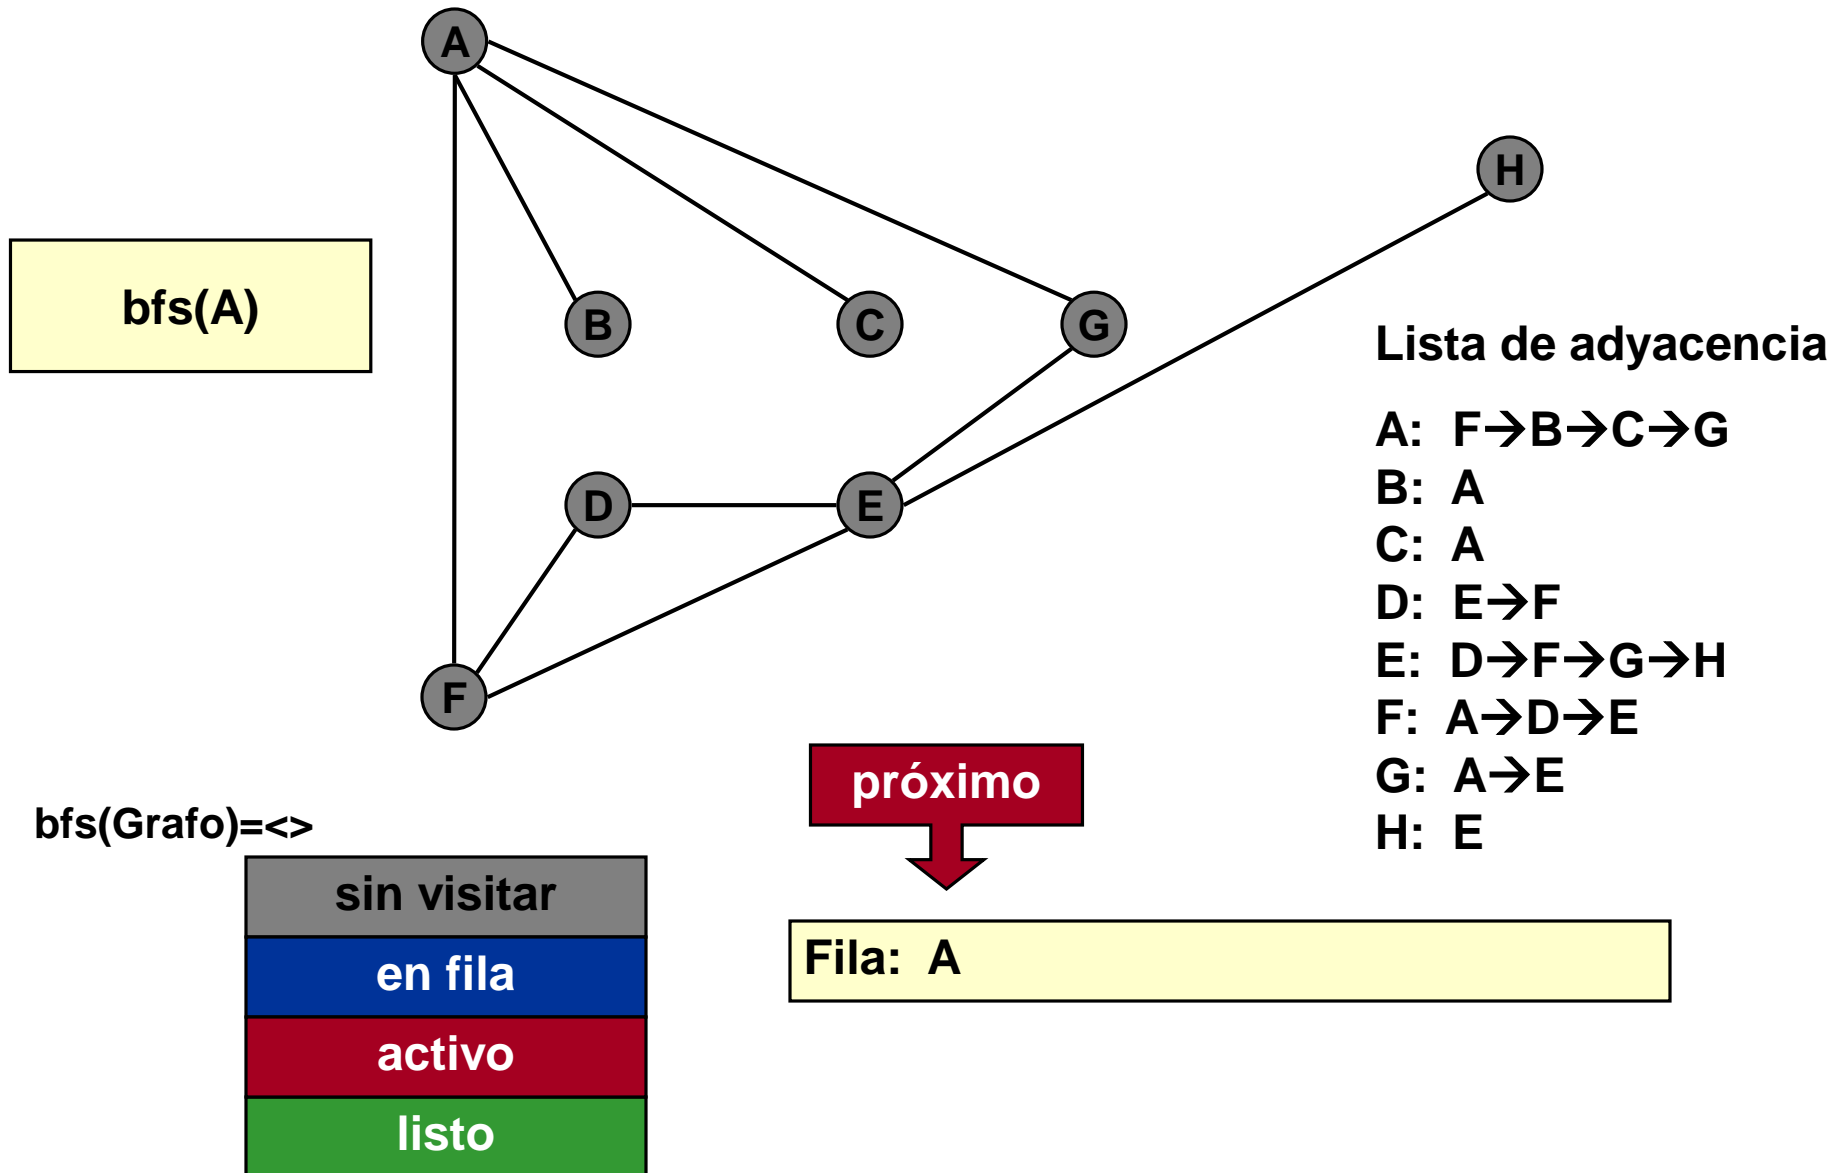 A
H
bfs(A)
B
C
G
Lista de adyacencia
A: F→B→C→G
B: A
C: A
D: E→F
E: D→F→G→H
F: A→D→E
G: A→E
H: E
D
E
F
próximo
bfs(Grafo)=<>
sin visitar
en fila
activo
listo
Fila: A